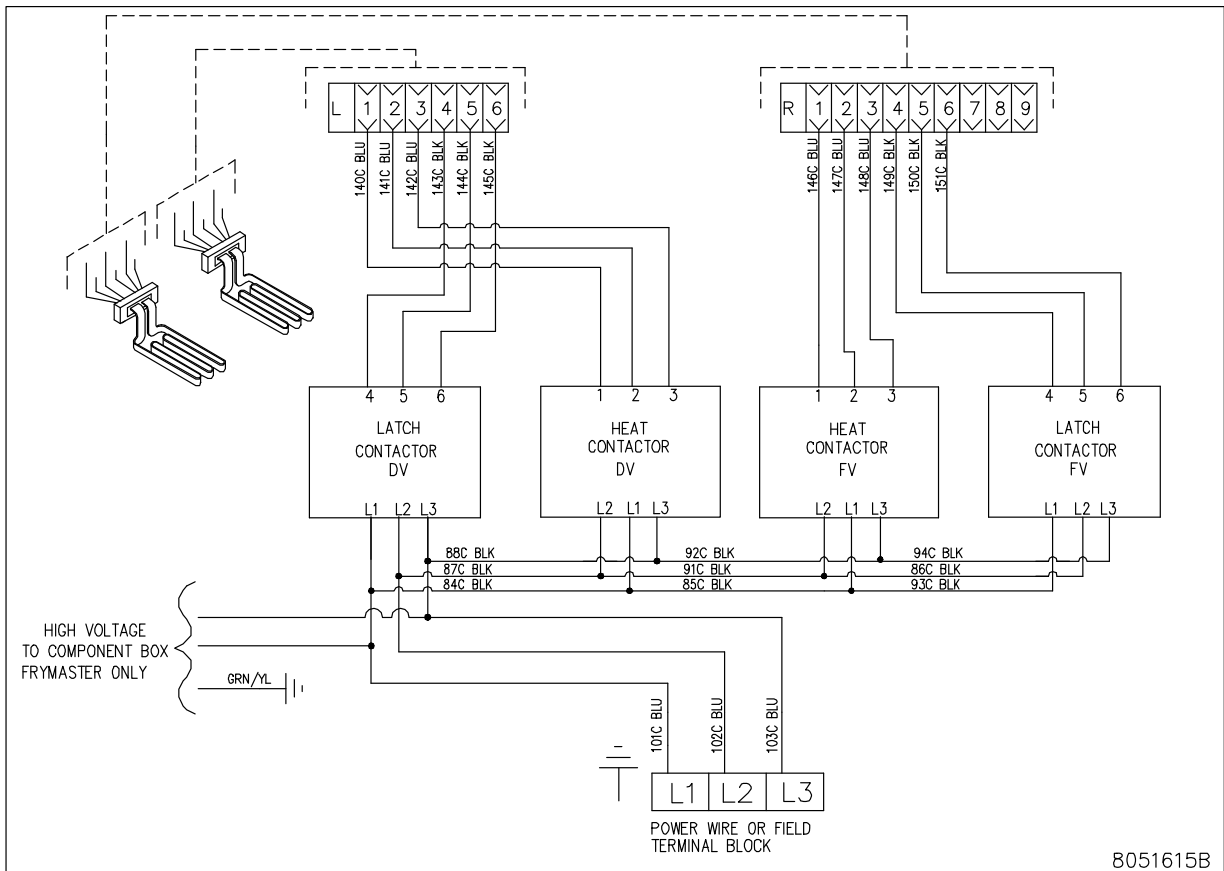 L 1 2 3 4 5 6
R 1 2 3 4 5 6 7 8 9
140C BLU
141C BLU
142C BLU
143C BLK
144C BLK
145C BLK
146C BLU
147C BLU
148C BLU
149C BLK
150C BLK
151C BLK
4 5 6
LATCH
CONTACTOR
DV
L1 L2 L3
1 2 3
HEAT
CONTACTOR
DV
L2 L1 L3
1 2 3
HEAT
CONTACTOR
FV
L2 L1 L3
4 5 6
LATCH
CONTACTOR
FV
L1 L2 L3
88C BLK 92C BLK 94C BLK
87C BLK 91C BLK 86C BLK
84C BLK 85C BLK 93C BLK
HIGH VOLTAGE
TO COMPONENT BOX
FRYMASTER ONLY
GRN/YL
101C BLU
102C BLU
103C BLU
L1 L2 L3
POWER WIRE OR FIELD
TERMINAL BLOCK
8051615B